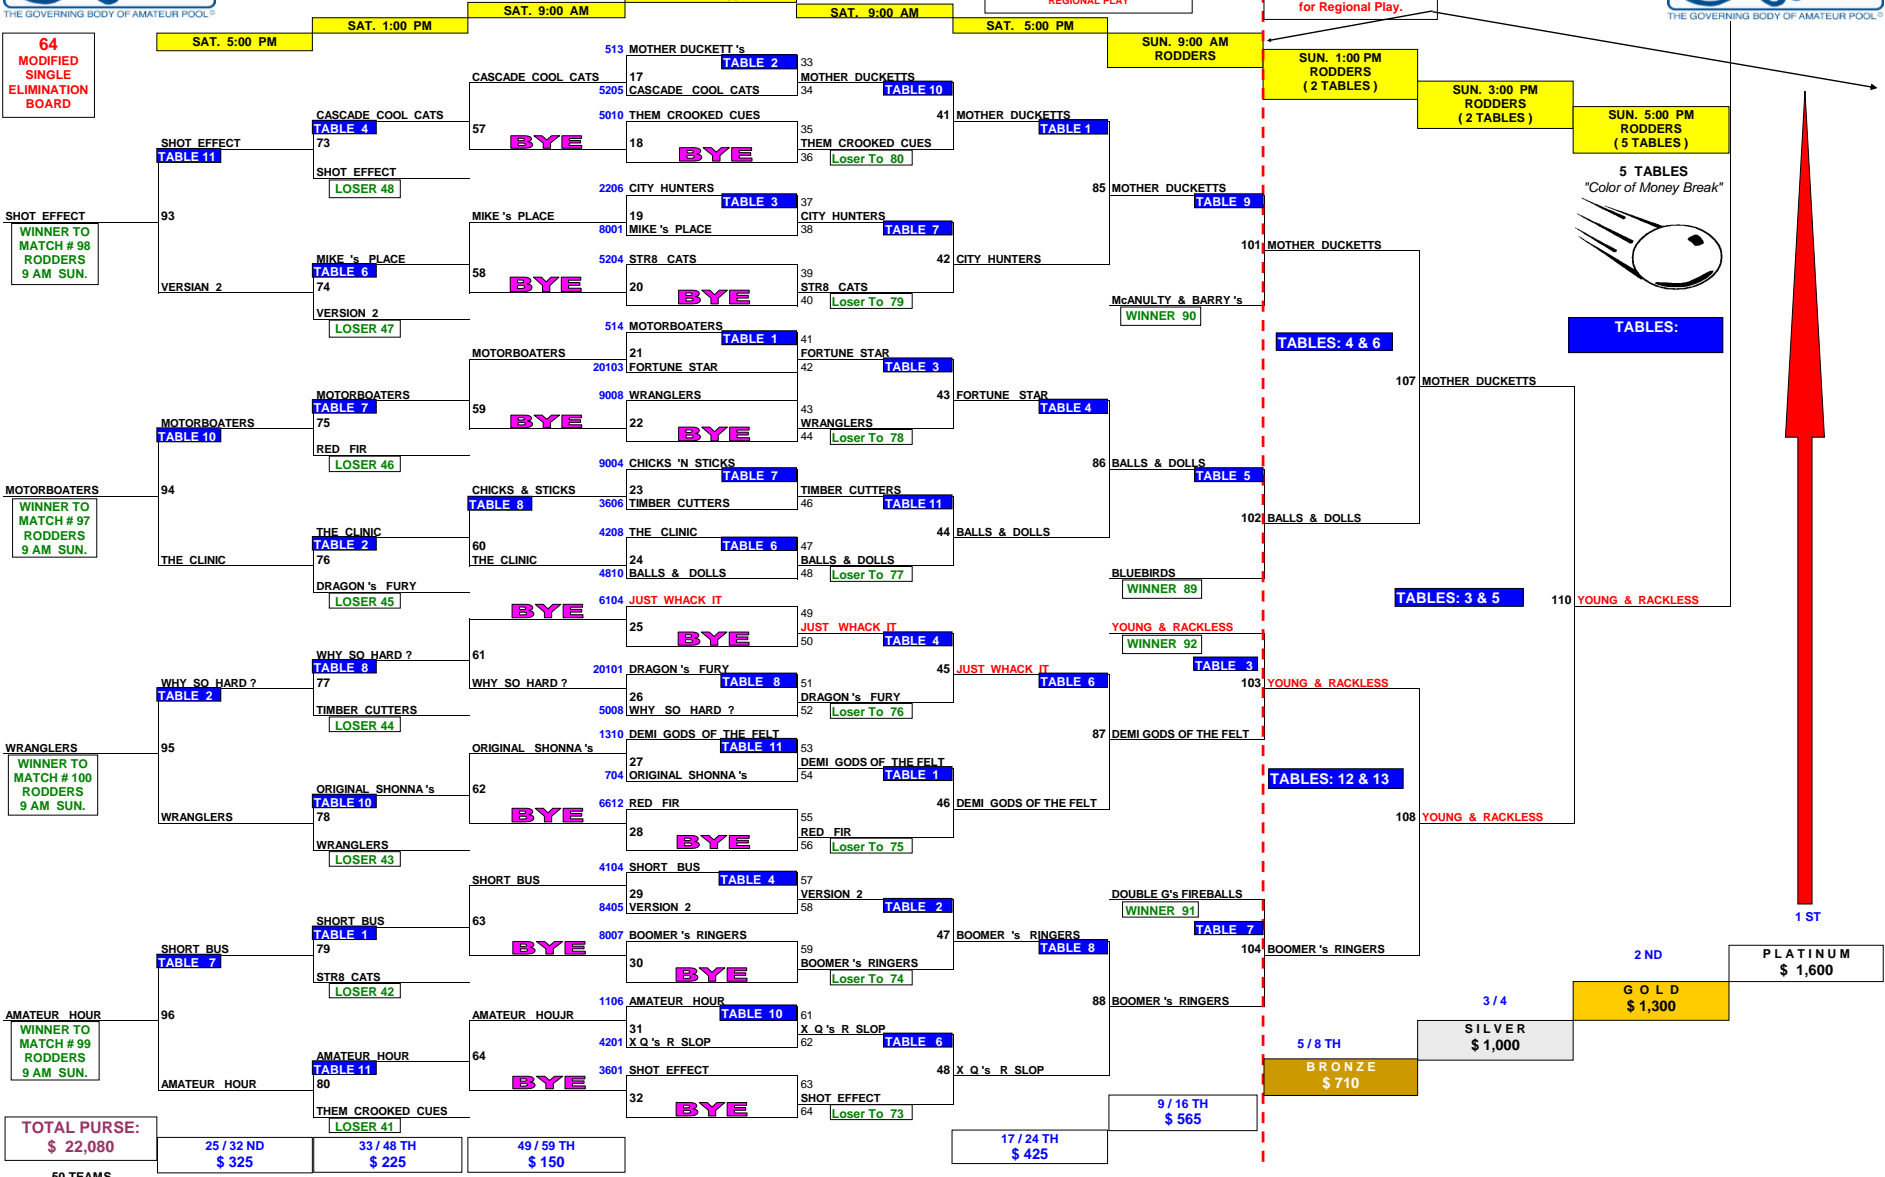 THE GOVERNING BODY OF AMATEUR POOL®
SAT. 9:00 AM
SAT. 9:00 AM
REGIONAL PLAY
for Regional Play.
THE GOVERNING BODY OF AMATEUR POOL®
64
MODIFIED
SINGLE
ELIMINATION
BOARD
SAT. 5:00 PM
SAT. 1:00 PM
SAT. 5:00 PM
SUN. 9:00 AM
RODDERS
SUN. 1:00 PM
RODDERS
( 2 TABLES )
SUN. 3:00 PM
RODDERS
( 2 TABLES )
SUN. 5:00 PM
RODDERS
( 5 TABLES )
5 TABLES
"Color of Money Break"
TABLES:
SHOT EFFECT
WINNER TO
MATCH # 98
RODDERS
9 AM SUN.
MOTORBOATERS
WINNER TO
MATCH # 97
RODDERS
9 AM SUN.
WRANGLERS
WINNER TO
MATCH # 100
RODDERS
9 AM SUN.
AMATEUR HOUR
WINNER TO
MATCH # 99
RODDERS
9 AM SUN.
TOTAL PURSE:
$ 22,080
50 TEAMS
SHOT EFFECT
TABLE 11
93
VERSIAN 2
MOTORBOATERS
TABLE 10
94
THE CLINIC
WHY SO HARD ?
TABLE 2
95
WRANGLERS
SHORT BUS
TABLE 7
96
AMATEUR HOUR
25 / 32 ND
$ 325
CASCADE COOL CATS
TABLE 4
73
SHOT EFFECT
LOSER 48
MIKE 's PLACE
TABLE 6
74
VERSION 2
LOSER 47
MOTORBOATERS
TABLE 7
75
RED FIR
LOSER 46
THE CLINIC
TABLE 2
76
DRAGON 's FURY
LOSER 45
WHY SO HARD ?
TABLE 8
77
TIMBER CUTTERS
LOSER 44
ORIGINAL SHONNA 's
TABLE 10
78
WRANGLERS
LOSER 43
SHORT BUS
TABLE 1
79
STR8 CATS
LOSER 42
AMATEUR HOUR
TABLE 11
80
THEM CROOKED CUES
LOSER 41
33 / 48 TH
$ 225
CASCADE COOL CATS
57
BYE
MIKE 's PLACE
58
BYE
MOTORBOATERS
59
BYE
CHICKS & STICKS
TABLE 8
60
THE CLINIC
BYE
61
WHY SO HARD ?
ORIGINAL SHONNA 's
62
BYE
SHORT BUS
63
BYE
AMATEUR HOUJR
64
BYE
49 / 59 TH
$ 150
513 MOTHER DUCKETT 's
TABLE 2
17
5205 CASCADE COOL CATS
5010 THEM CROOKED CUES
18
BYE
2206 CITY HUNTERS
TABLE 3
19
8001 MIKE 's PLACE
5204 STR8 CATS
20
BYE
514 MOTORBOATERS
TABLE 1
21
20103 FORTUNE STAR
9008 WRANGLERS
22
BYE
9004 CHICKS 'N STICKS
TABLE 7
23
3606 TIMBER CUTTERS
4208 THE CLINIC
TABLE 6
24
4810 BALLS & DOLLS
6104 JUST WHACK IT
25
BYE
20101 DRAGON 's FURY
TABLE 8
26
5008 WHY SO HARD ?
1310 DEMI GODS OF THE FELT
TABLE 11
27
704 ORIGINAL SHONNA 's
6612 RED FIR
28
BYE
4104 SHORT BUS
TABLE 4
29
8405 VERSION 2
8007 BOOMER 's RINGERS
30
BYE
1106 AMATEUR HOUR
TABLE 10
31
4201 X Q 's R SLOP
3601 SHOT EFFECT
32
BYE
33
MOTHER DUCKETTS
34
TABLE 10
35
THEM CROOKED CUES
36
Loser To 80
37
CITY HUNTERS
38
TABLE 7
39
STR8 CATS
40
Loser To 79
41
FORTUNE STAR
42
TABLE 3
43
WRANGLERS
44
Loser To 78
TIMBER CUTTERS
46
TABLE 11
47
BALLS & DOLLS
48
Loser To 77
49
JUST WHACK IT
50
TABLE 4
51
DRAGON 's FURY
52
Loser To 76
53
DEMI GODS OF THE FELT
54
TABLE 1
55
RED FIR
56
Loser To 75
57
VERSION 2
58
TABLE 2
59
BOOMER 's RINGERS
60
Loser To 74
61
X Q 's R SLOP
62
TABLE 6
63
SHOT EFFECT
64
Loser To 73
41 MOTHER DUCKETTS
TABLE 1
42 CITY HUNTERS
43 FORTUNE STAR
TABLE 4
44 BALLS & DOLLS
45 JUST WHACK IT
TABLE 6
46 DEMI GODS OF THE FELT
47 BOOMER 's RINGERS
TABLE 8
48 X Q 's R SLOP
17 / 24 TH
$ 425
85 MOTHER DUCKETTS
TABLE 9
McANULTY & BARRY 's
WINNER 90
86 BALLS & DOLLS
TABLE 5
BLUEBIRDS
WINNER 89
YOUNG & RACKLESS
WINNER 92
TABLE 3
87 DEMI GODS OF THE FELT
DOUBLE G's FIREBALLS
WINNER 91
TABLE 7
88 BOOMER 's RINGERS
9 / 16 TH
$ 565
101 MOTHER DUCKETTS
TABLES: 4 & 6
102 BALLS & DOLLS
103 YOUNG & RACKLESS
TABLES: 12 & 13
104 BOOMER 's RINGERS
5 / 8 TH
BRONZE
$ 710
107 MOTHER DUCKETTS
TABLES: 3 & 5
108 YOUNG & RACKLESS
3 / 4
SILVER
$ 1,000
110 YOUNG & RACKLESS
2 ND
GOLD
$ 1,300
1 ST
PLATINUM
$ 1,600